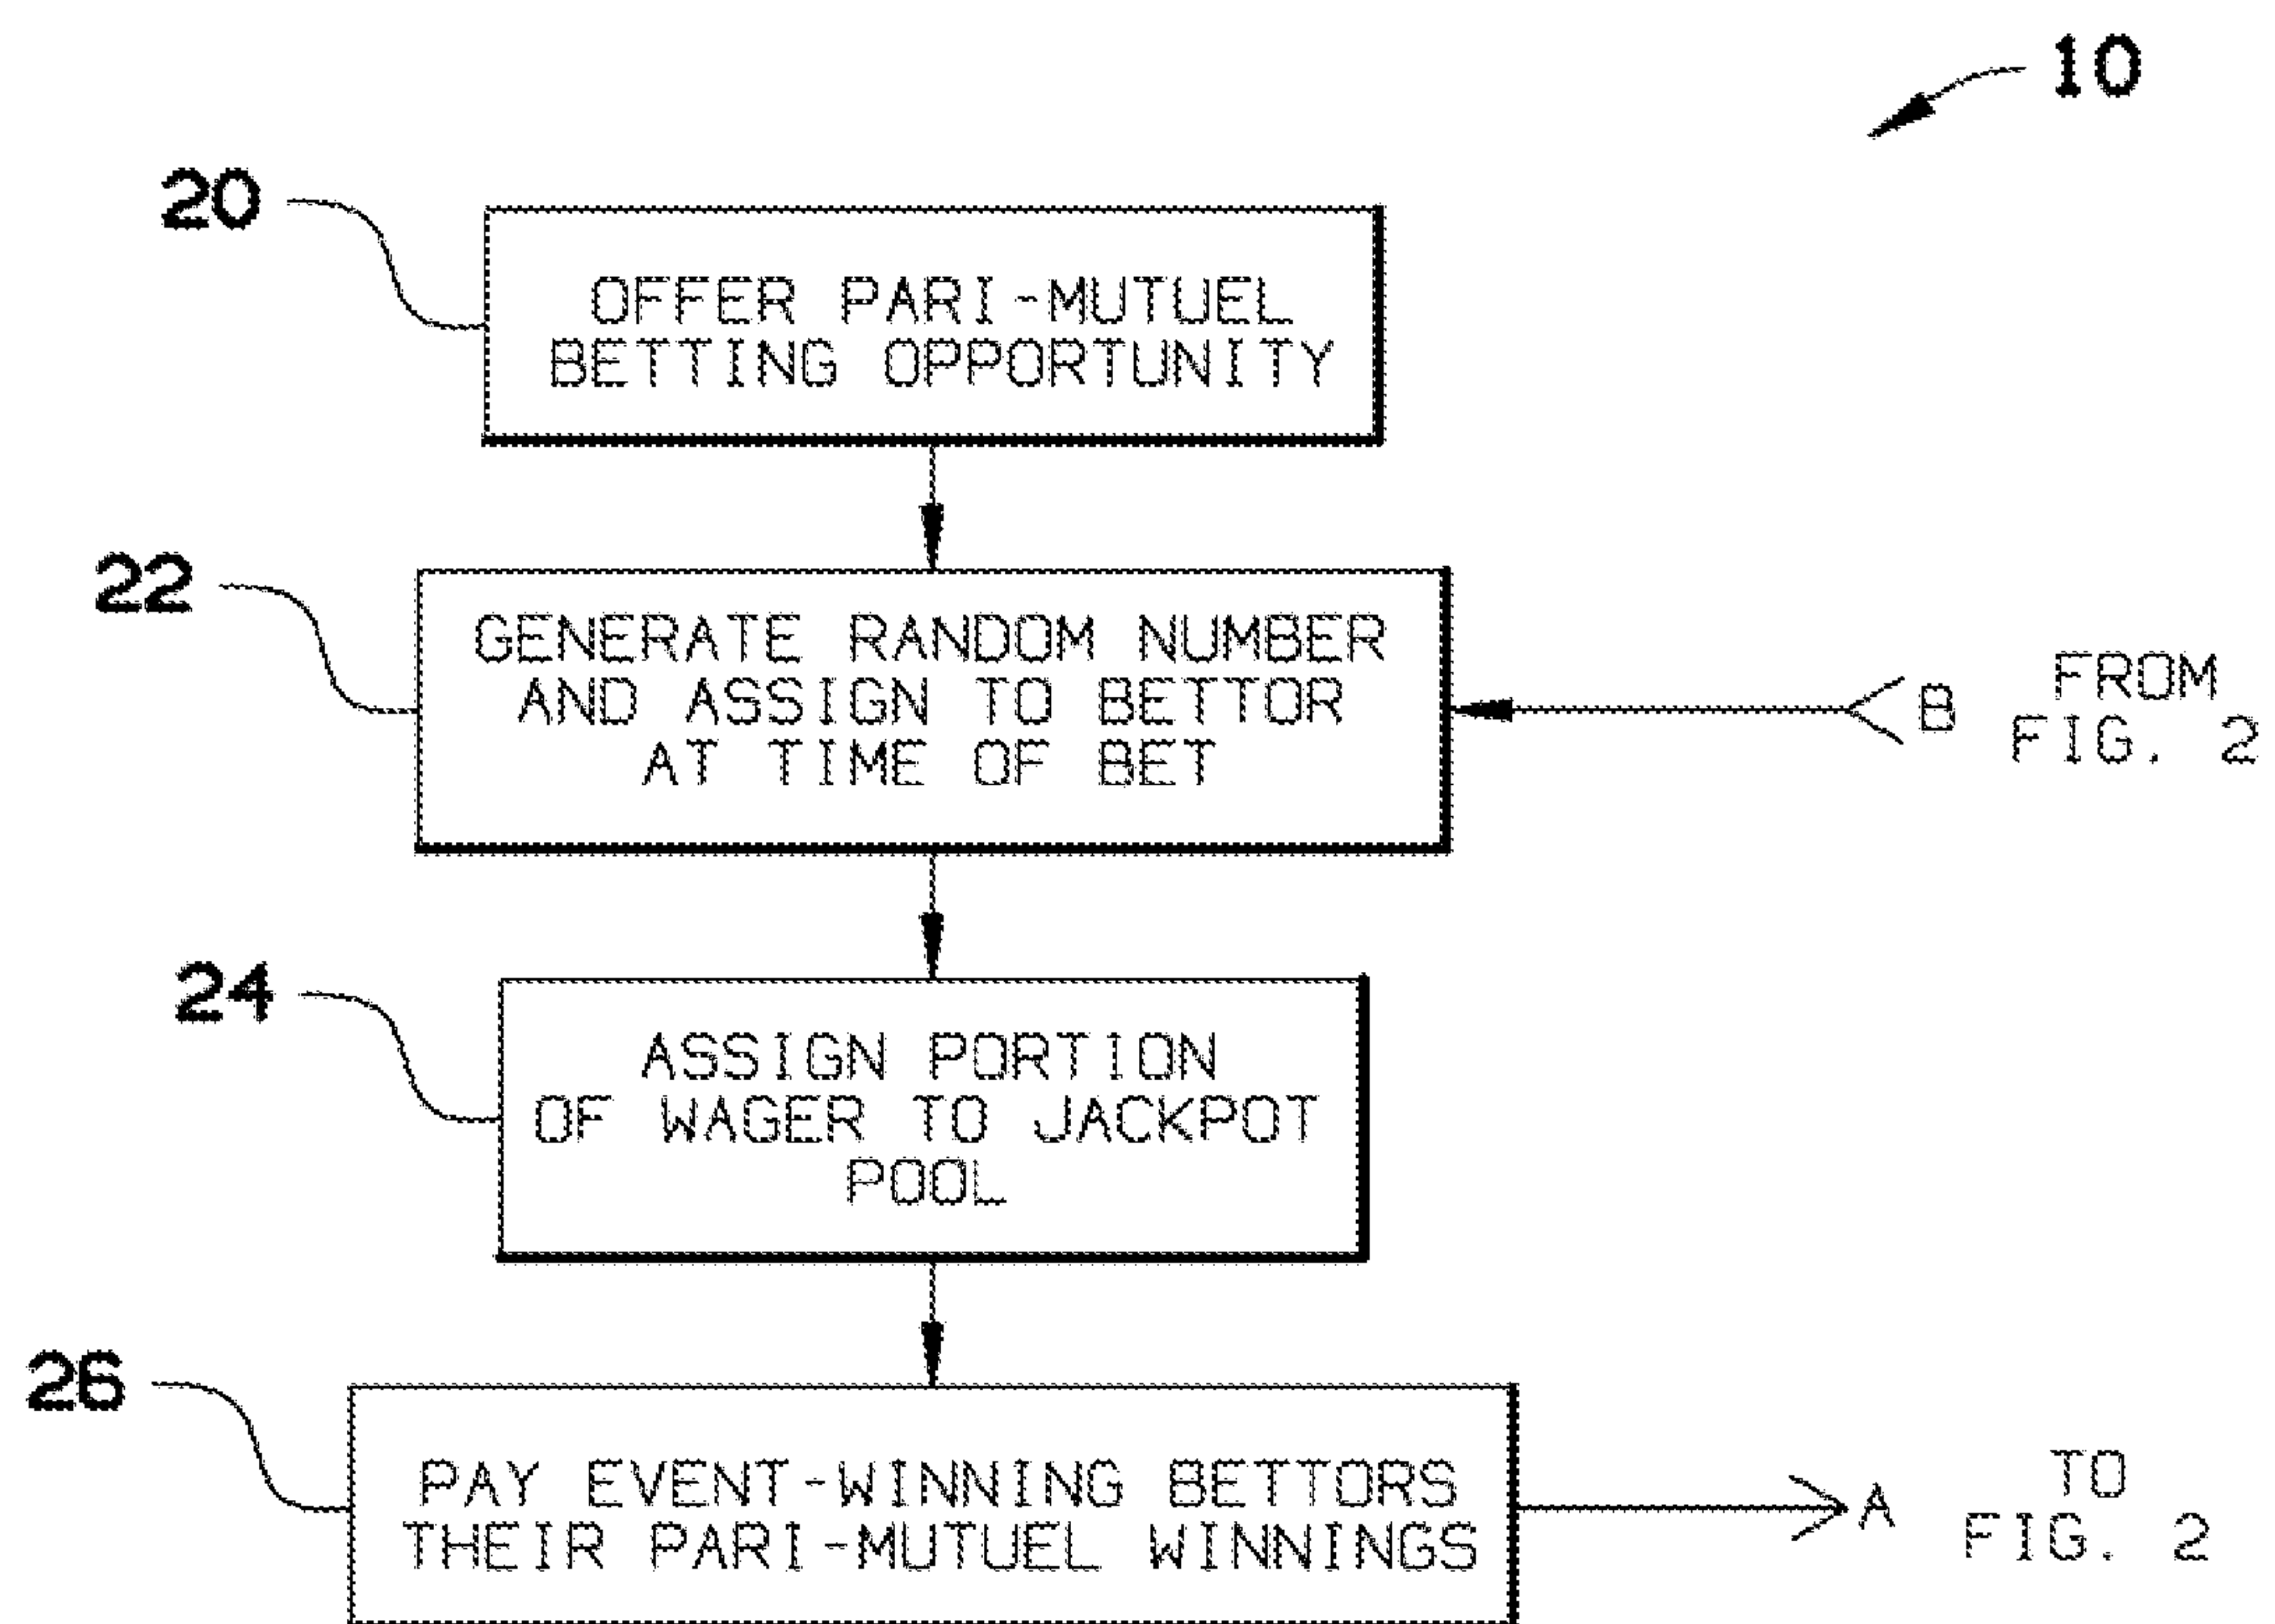 10
20
OFFER PARI-MUTUEL
BETTING OPPORTUNITY
22
GENERATE RANDOM NUMBER
AND ASSIGN TO BETTOR
AT TIME OF BET
B
FROM
FIG. 2
24
ASSIGN PORTION
OF WAGER TO JACKPOT
POOL
26
PAY EVENT-WINNING BETTORS
THEIR PARI-MUTUEL WINNINGS
A
TO
FIG. 2